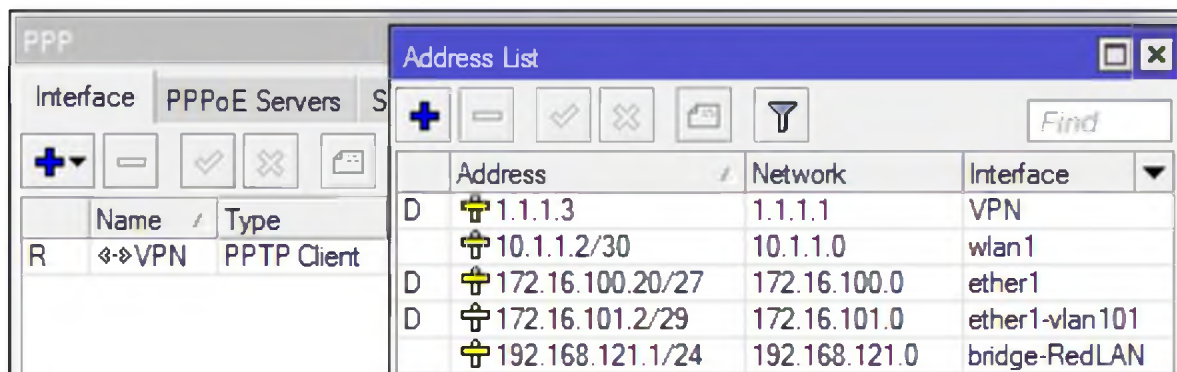 PPP
Interface PPPoE Servers S
Name Type
R VPN PPTP Client
Address List
Find
Address Network Interface
D 1.1.1.3 1.1.1.1 VPN
10.1.1.2/30 10.1.1.0 wlan1
D 172.16.100.20/27 172.16.100.0 ether1
D 172.16.101.2/29 172.16.101.0 ether1-vlan101
192.168.121.1/24 192.168.121.0 bridge-RedLAN